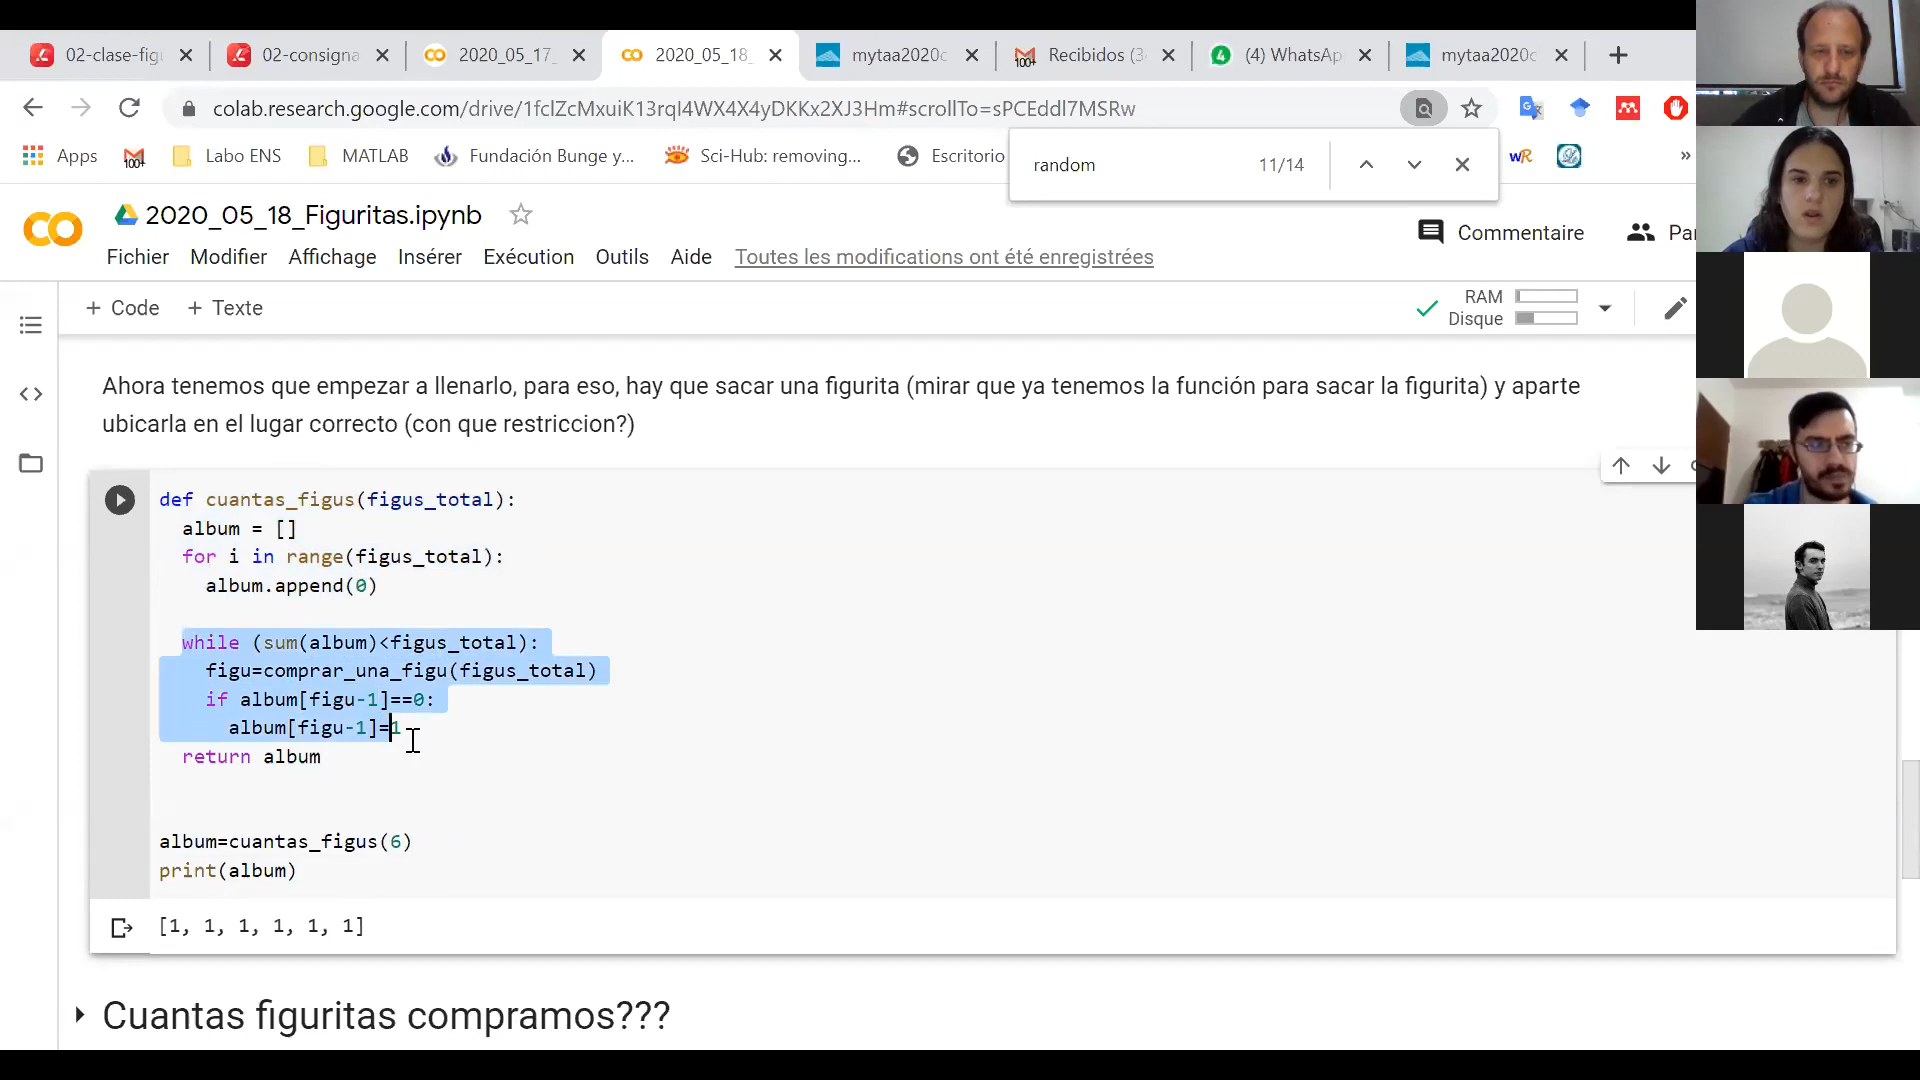 02-clase-figu
02-consigna
2020_05_17_
2020_05_18_
mytaa2020c
Recibidos (3
(4) WhatsAp
mytaa2020c
colab.research.google.com/drive/1fclZcMxuiK13rqI4WX4X4yDKKx2XJ3Hm#scrollTo=sPCEddl7MSRw
Apps
100+
Labo ENS
MATLAB
Fundación Bunge y...
Sci-Hub: removing...
Escritorio
random
11/14
wR
»
2020_05_18_Figuritas.ipynb
Commentaire
Par
Fichier
Modifier
Affichage
Insérer
Exécution
Outils
Aide
Toutes les modifications ont été enregistrées
+ Code
+ Texte
RAM
Disque
Ahora tenemos que empezar a llenarlo, para eso, hay que sacar una figurita (mirar que ya tenemos la función para sacar la figurita) y aparte
ubicarla en el lugar correcto (con que restriccion?)
def cuantas_figus(figus_total):
album = []
for i in range(figus_total):
album.append(0)
while (sum(album)<figus_total):
figu=comprar_una_figu(figus_total)
if album[figu-1]==0:
album[figu-1]=1
return album
album=cuantas_figus(6)
print(album)
[1, 1, 1, 1, 1, 1]
Cuantas figuritas compramos???